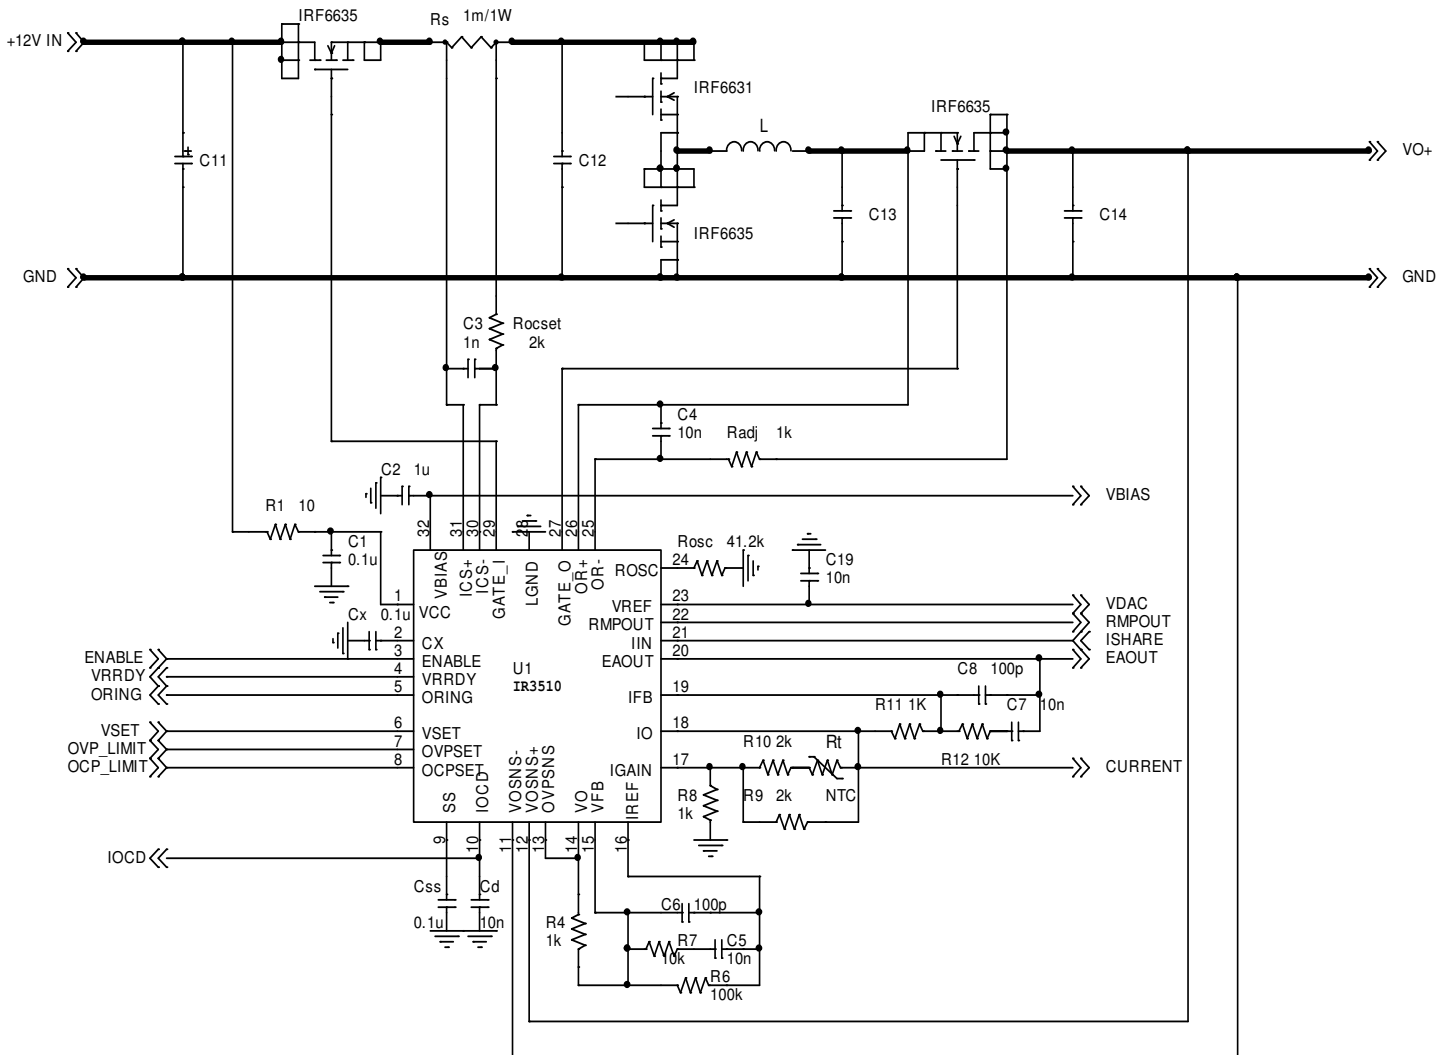 IRF6635
Rs
1m/1W
+12V IN
IRF6631
IRF6635
L
C11
C12
VO+
C13
C14
IRF6635
GND
GND
C3
1n
Rocset
2k
C4
10n
Radj 1k
C2 1u
VBIAS
R1 10
C1
0.1u
32
31
30
29
28
27
26
25
VBIAS
ICS+
ICS-
GATE_I
LGND
GATE_O
OR+
OR-
Rosc 41.2k
24
ROSC
C19
10n
1
VCC
Cx 0.1u
2
CX
ENABLE
3
ENABLE
VRRDY
4
VRRDY
ORING
5
ORING
VSET
6
VSET
OVP_LIMIT
7
OVPSET
OCP_LIMIT
8
OCPSET
U1
IR3510
VREF
23
VDAC
RMPOUT
22
RMPOUT
IIN
21
ISHARE
EAOUT
20
EAOUT
C8 100p
IFB
19
R11 1K
C7 10n
IO
18
R10 2k
Rt
R12 10K
IGAIN
17
CURRENT
R8
1k
R9 2k
NTC
SS
IOCD
VOSNS-
VOSNS+
OVPSNS
VO
VFB
IREF
9
10
11
12
13
14
15
16
IOCD
Css
0.1u
Cd
10n
C6 100p
R4
1k
R7
10k
C5
10n
R6
100k